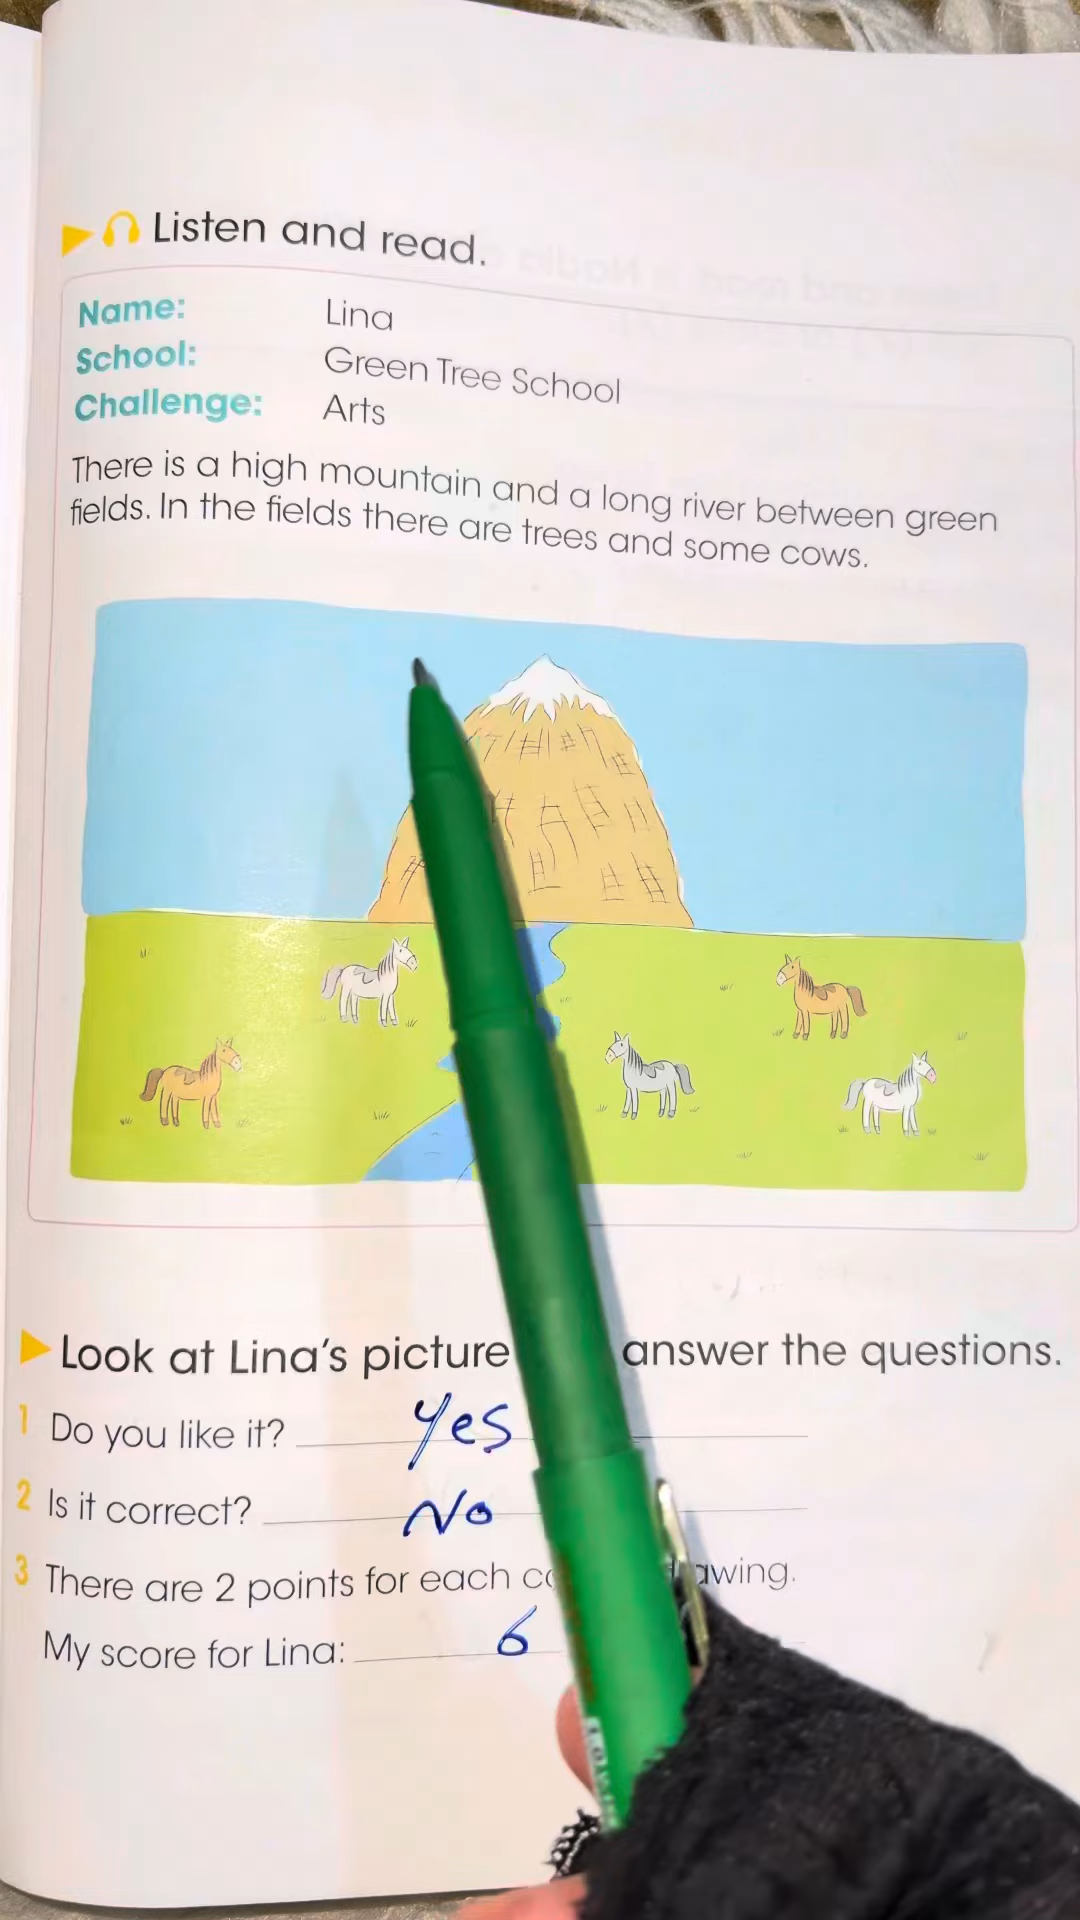 Listen and read.
Name: Lina
School: Green Tree School
Challenge: Arts
There is a high mountain and a long river between green
fields. In the fields there are trees and some cows.
Look at Lina's picture answer the questions.
1 Do you like it? Yes
2 Is it correct? No
3 There are 2 points for each
My score for Lina: 6